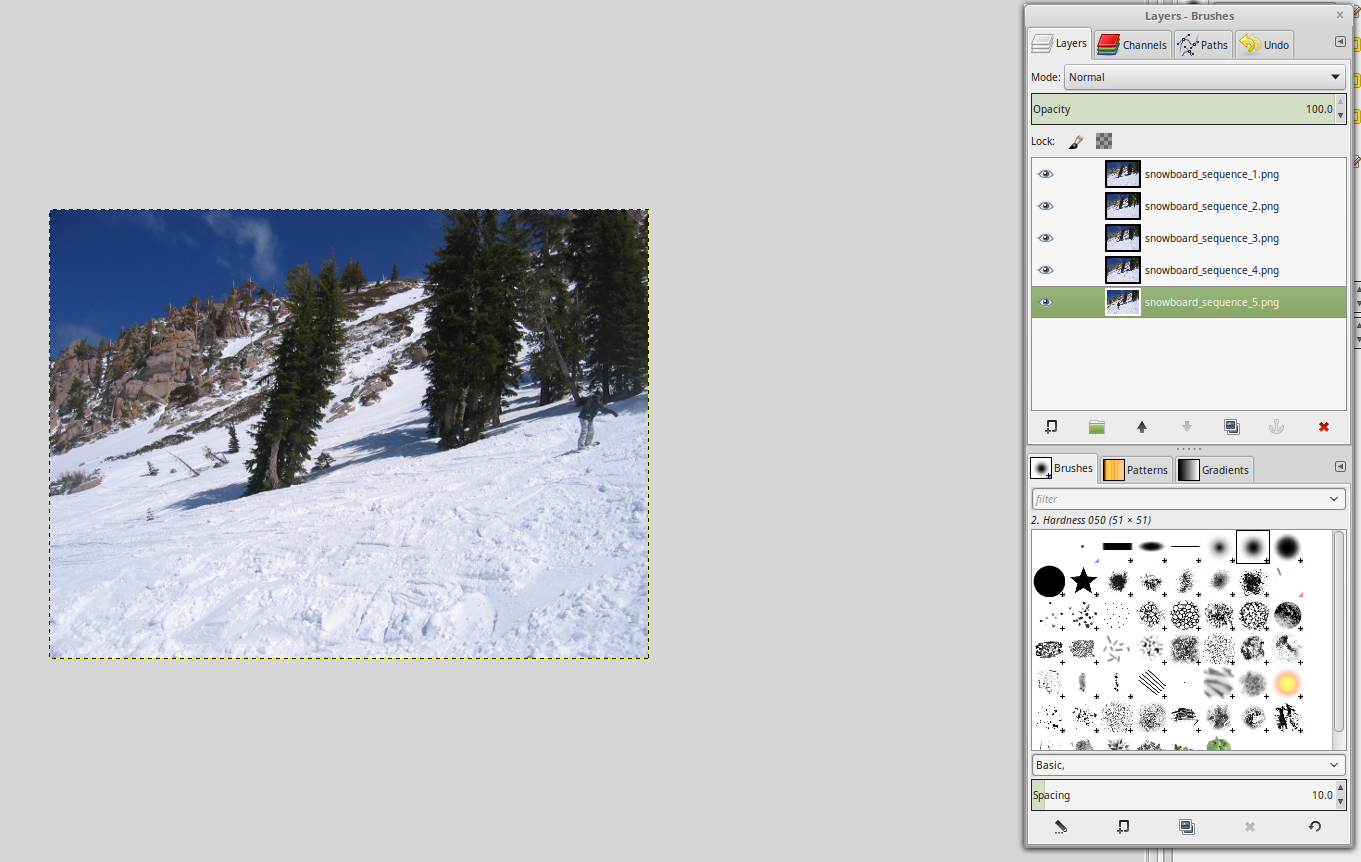 Layers - Brushes
Layers Channels Paths Undo
Mode: Normal
Opacity 100.0
Lock:
snowboard_sequence_1.png
snowboard_sequence_2.png
snowboard_sequence_3.png
snowboard_sequence_4.png
snowboard_sequence_5.png
Brushes Patterns Gradients
filter
2. Hardness 050 (51 × 51)
Basic,
Spacing 10.0